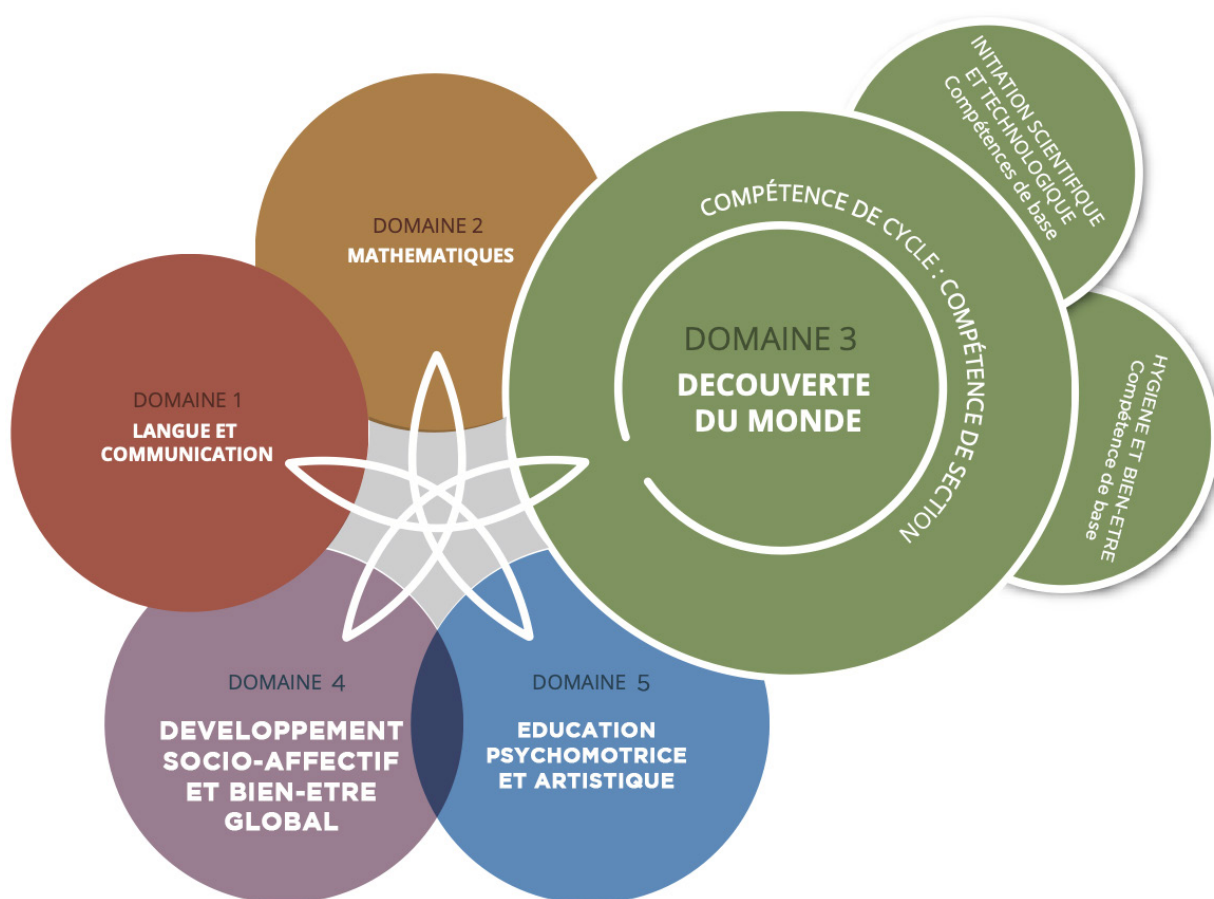 INITIATION SCIENTIFIQUE
ET TECHNOLOGIQUE
Compétences de base
DOMAINE 2
MATHEMATIQUES
COMPÉTENCE DE CYCLE : COMPÉTENCE DE SECTION
DOMAINE 3
DECOUVERTE
DU MONDE
HYGIENE ET BIEN-ETRE
Compétence de base
DOMAINE 1
LANGUE ET
COMMUNICATION
DOMAINE 4
DEVELOPPEMENT
SOCIO-AFFECTIF
ET BIEN-ETRE
GLOBAL
DOMAINE 5
EDUCATION
PSYCHOMOTRICE
ET ARTISTIQUE